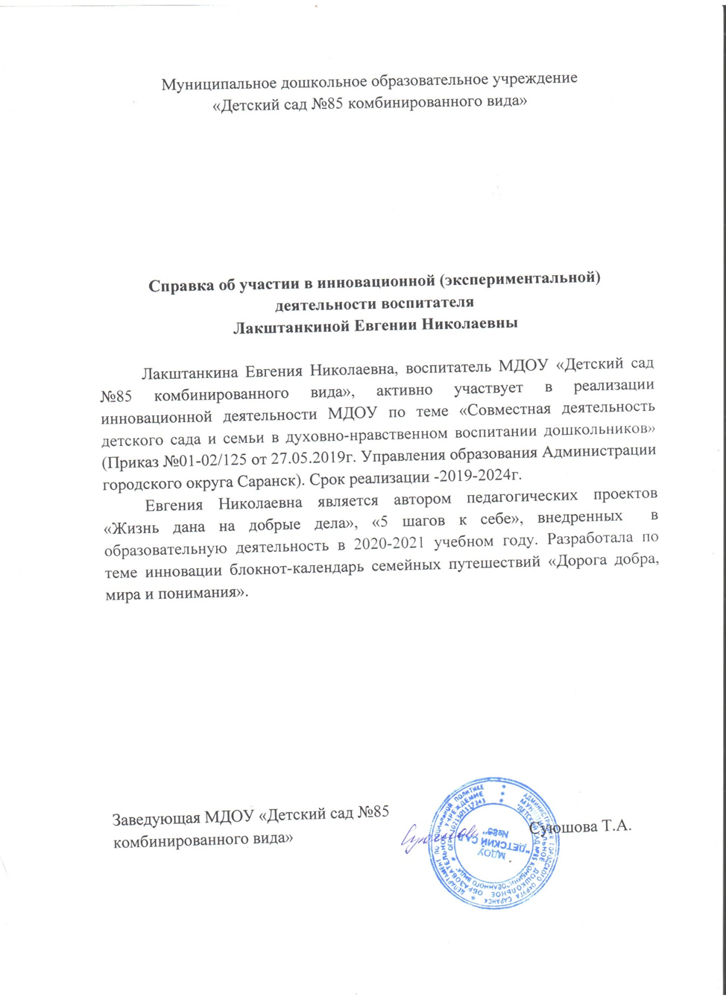 Муниципальное дошкольное образовательное учреждение
«Детский сад №85 комбинированного вида»
Справка об участии в инновационной (экспериментальной)
деятельности воспитателя
Лакштанкиной Евгении Николаевны
Лакштанкина Евгения Николаевна, воспитатель МДОУ «Детский сад
№85 комбинированного вида», активно участвует в реализации
инновационной деятельности МДОУ по теме «Совместная деятельность
детского сада и семьи в духовно-нравственном воспитании дошкольников»
(Приказ №01-02/125 от 27.05.2019г. Управления образования Администрации
городского округа Саранск). Срок реализации -2019-2024г.
Евгения Николаевна является автором педагогических проектов
«Жизнь дана на добрые дела», «5 шагов к себе», внедренных в
образовательную деятельность в 2020-2021 учебном году. Разработала по
теме инновации блокнот-календарь семейных путешествий «Дорога добра,
мира и понимания».
Заведующая МДОУ «Детский сад №85
комбинированного вида»
Суюшова Т.А.
МДОУ
"ДЕТСКИЙ САД
№85"